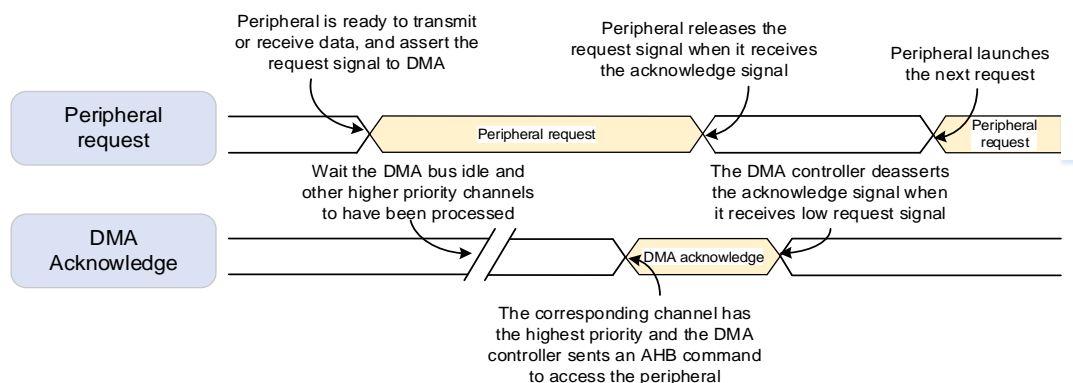 Peripheral is ready to transmit
or receive data, and assert the
request signal to DMA
Peripheral releases the
request signal when it receives
the acknowledge signal
Peripheral launches
the next request
Peripheral
request
Peripheral request
Peripheral
request
Wait the DMA bus idle and
other higher priority channels
to have been processed
The DMA controller deasserts
the acknowledge signal when
it receives low request signal
DMA
Acknowledge
DMA acknowledge
The corresponding channel has
the highest priority and the DMA
controller sents an AHB command
to access the peripheral